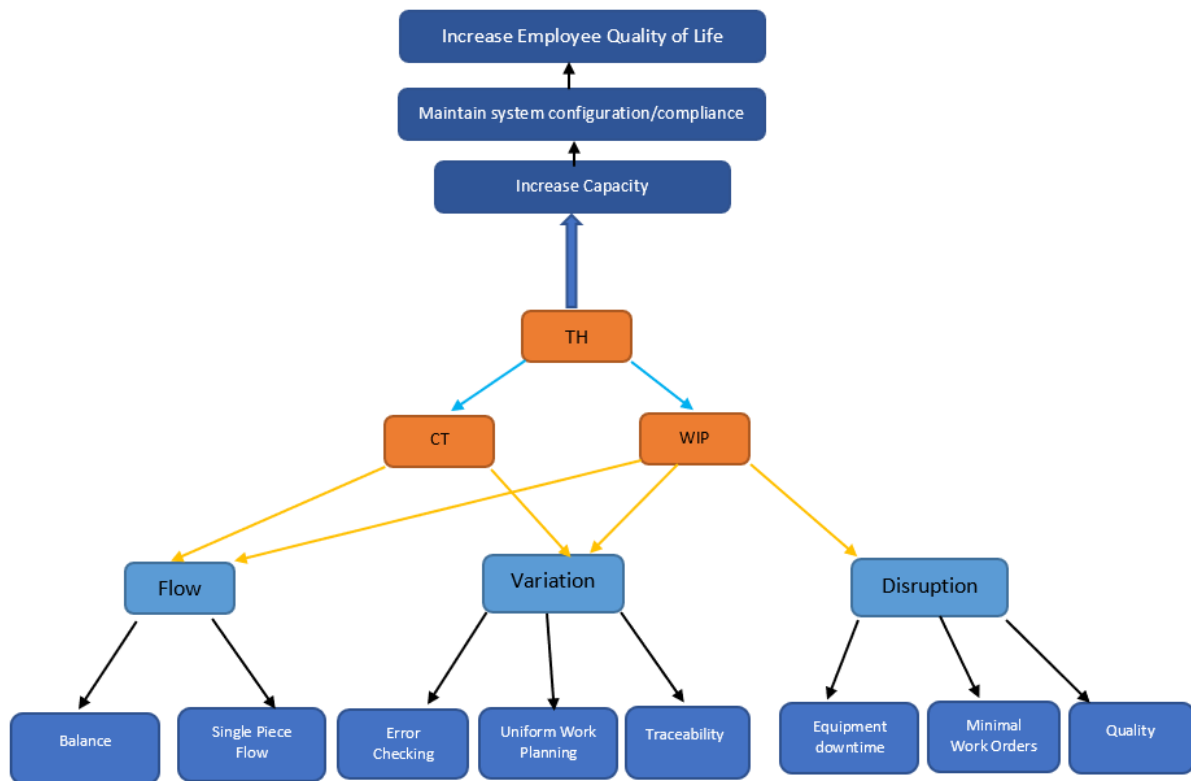 Increase Employee Quality of Life
Maintain system configuration/compliance
Increase Capacity
TH
CT
WIP
Flow
Variation
Disruption
Balance
Single Piece
Flow
Error
Checking
Uniform Work
Planning
Traceability
Equipment
downtime
Minimal
Work Orders
Quality